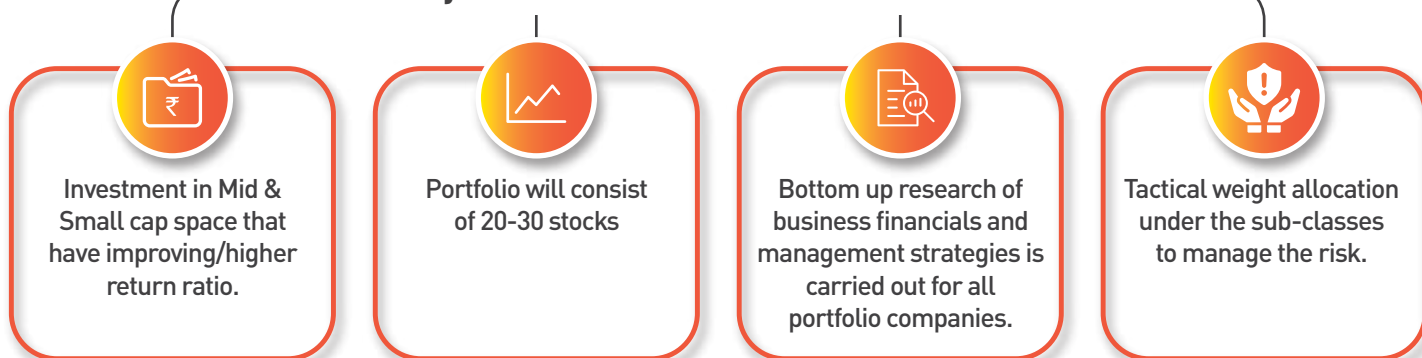 Investment in Mid &
Small cap space that
have improving/higher
return ratio.
Portfolio will consist
of 20-30 stocks
Bottom up research of
business financials and
management strategies is
carried out for all
portfolio companies.
Tactical weight allocation
under the sub-classes
to manage the risk.